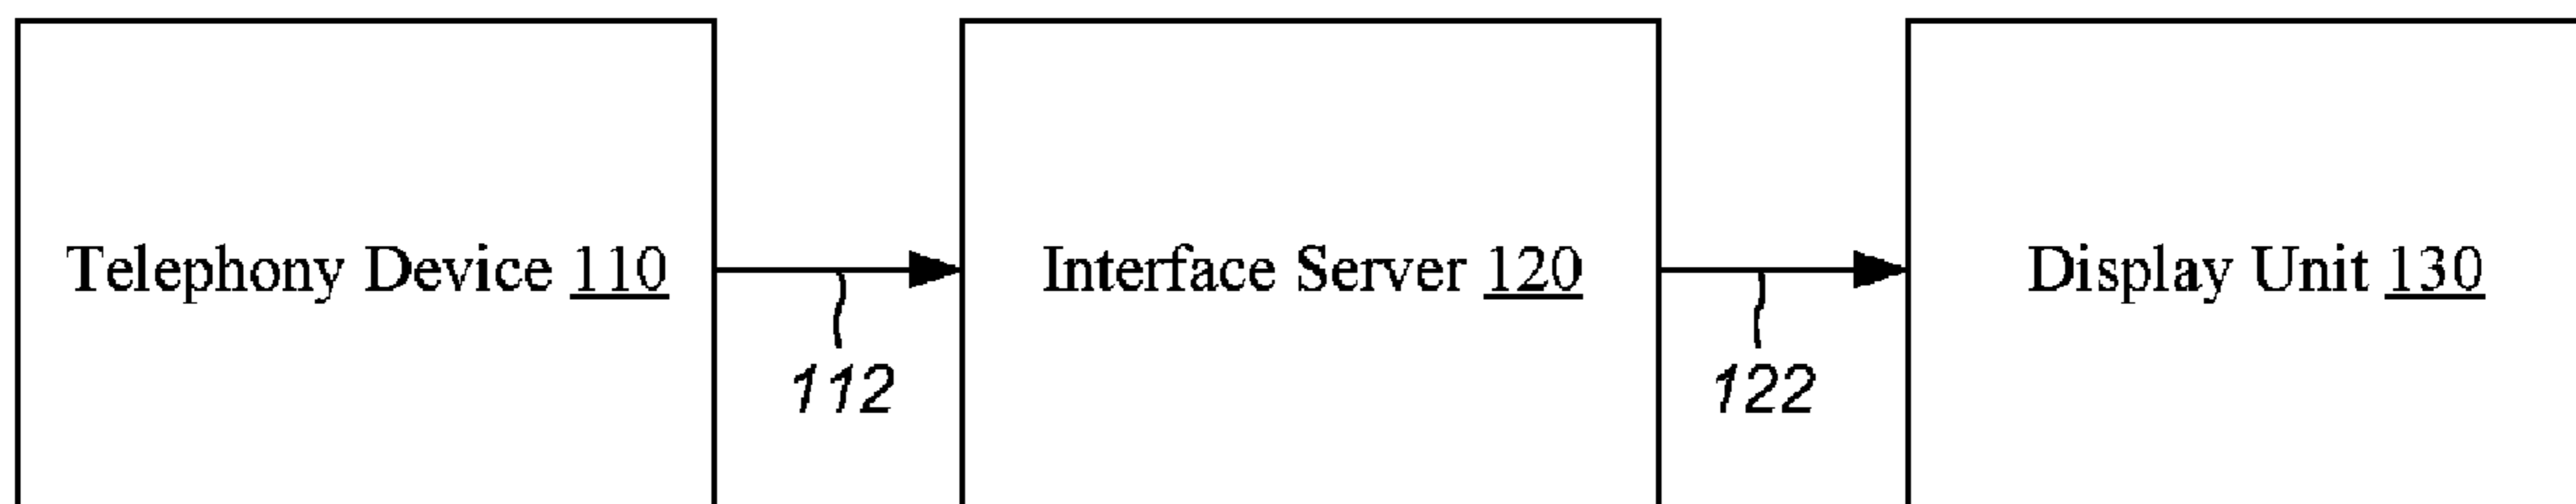 Telephony Device 110
Interface Server 120
Display Unit 130
112
122